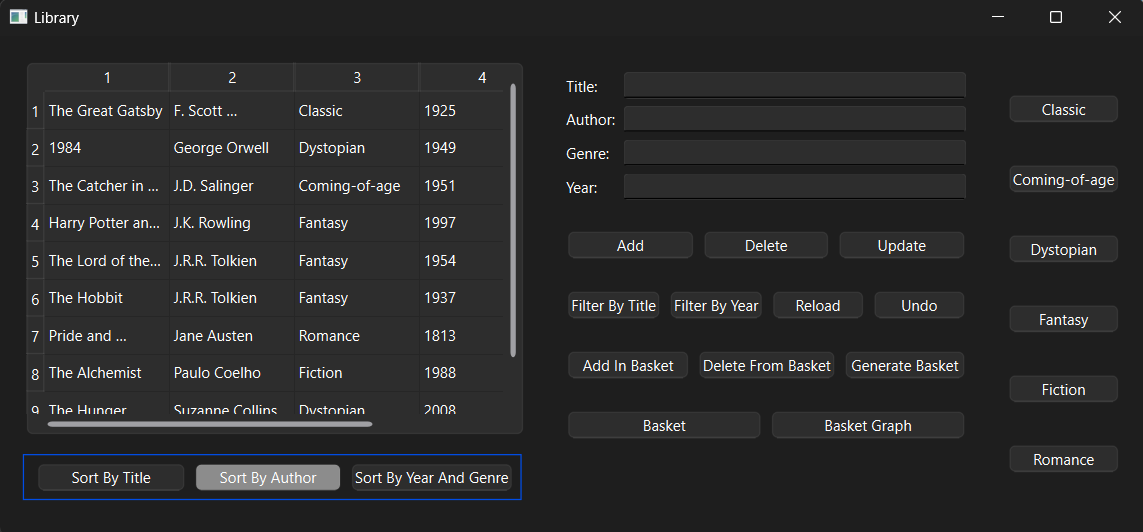 Library
1 2 3 4
1 The Great Gatsby F. Scott ... Classic 1925
2 1984 George Orwell Dystopian 1949
3 The Catcher in ... J.D. Salinger Coming-of-age 1951
4 Harry Potter an... J.K. Rowling Fantasy 1997
5 The Lord of the... J.R.R. Tolkien Fantasy 1954
6 The Hobbit J.R.R. Tolkien Fantasy 1937
7 Pride and ... Jane Austen Romance 1813
8 The Alchemist Paulo Coelho Fiction 1988
9 The Hunger Suzanne Collins Dystopian 2008
Sort By Title Sort By Author Sort By Year And Genre
Title:
Author:
Genre:
Year:
Add Delete Update
Filter By Title Filter By Year Reload Undo
Add In Basket Delete From Basket Generate Basket
Basket Basket Graph
Classic
Coming-of-age
Dystopian
Fantasy
Fiction
Romance